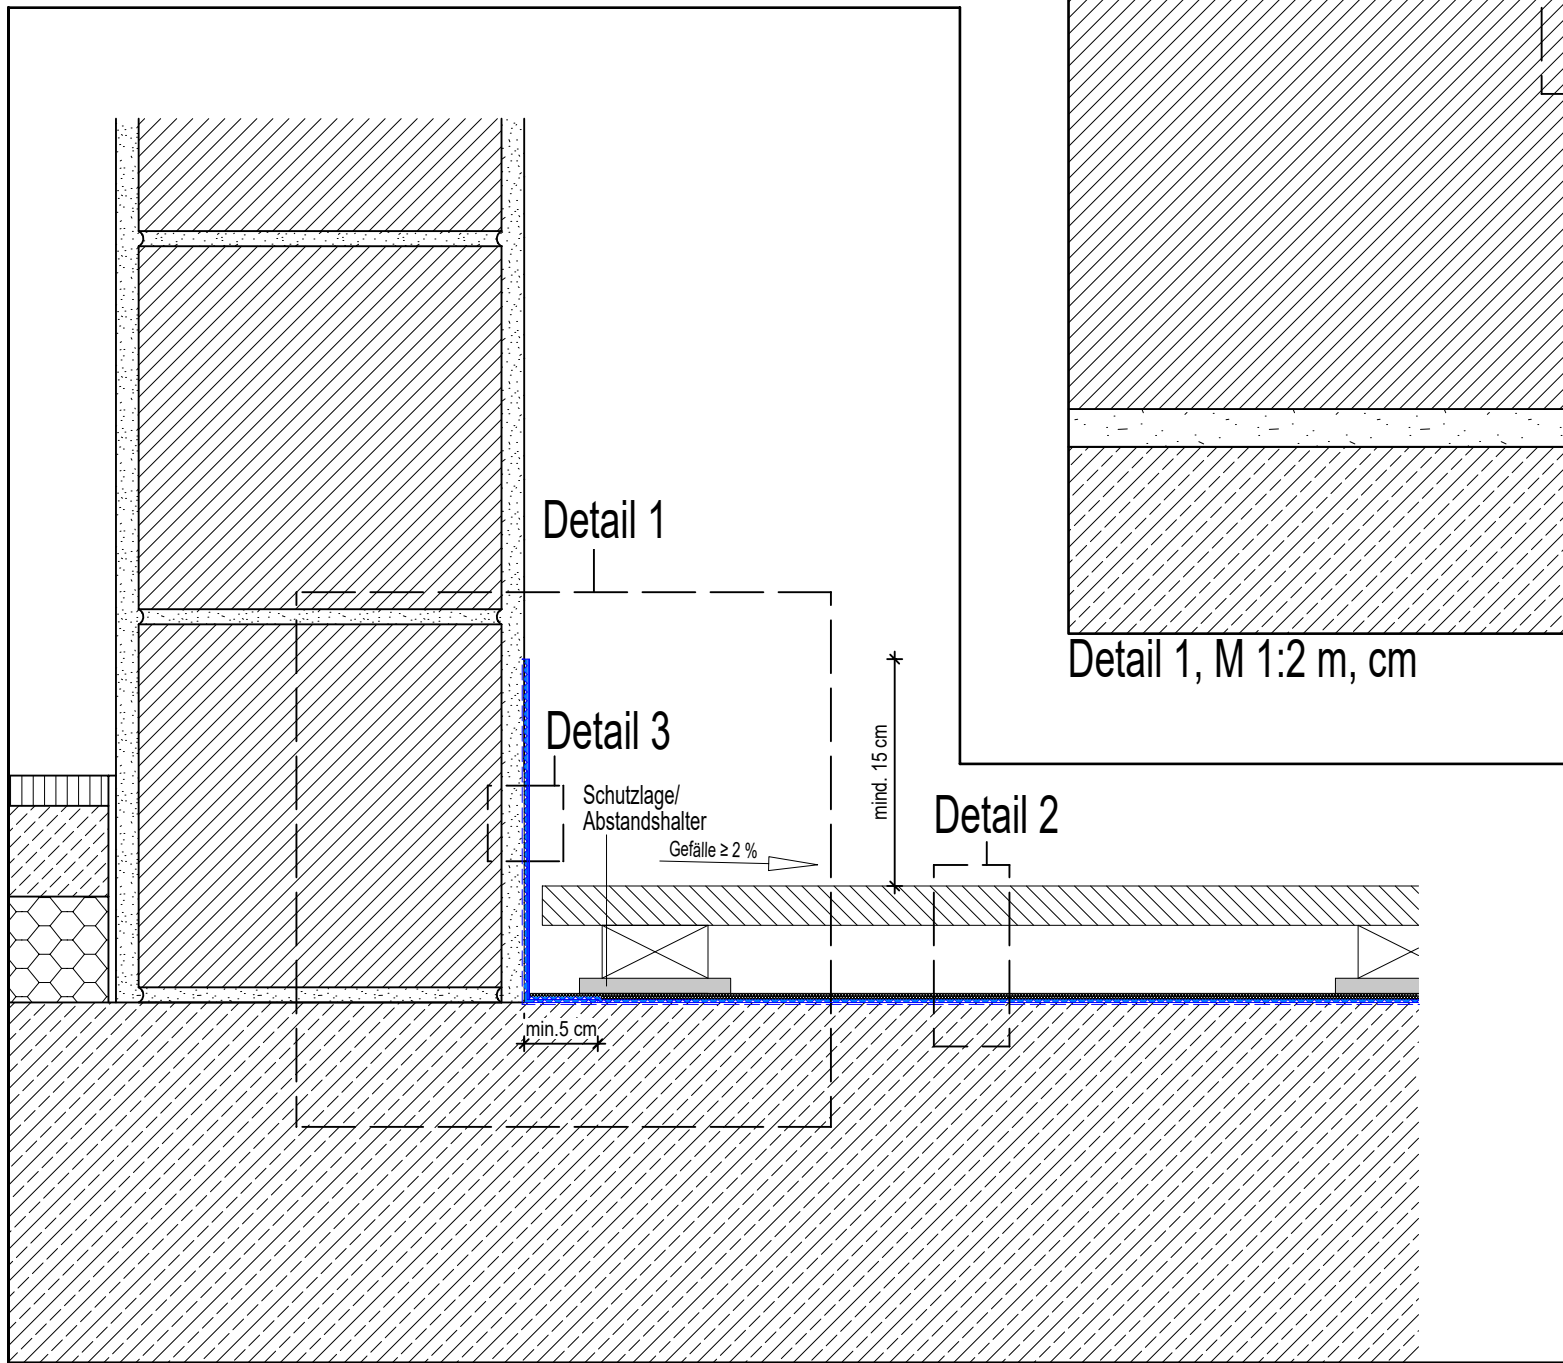 Detail 1
Detail 1, M 1:2 m, cm
Detail 3
mind. 15 cm
Schutzlage/
Abstandshalter
Detail 2
Gefälle ≥ 2 %
min.5 cm